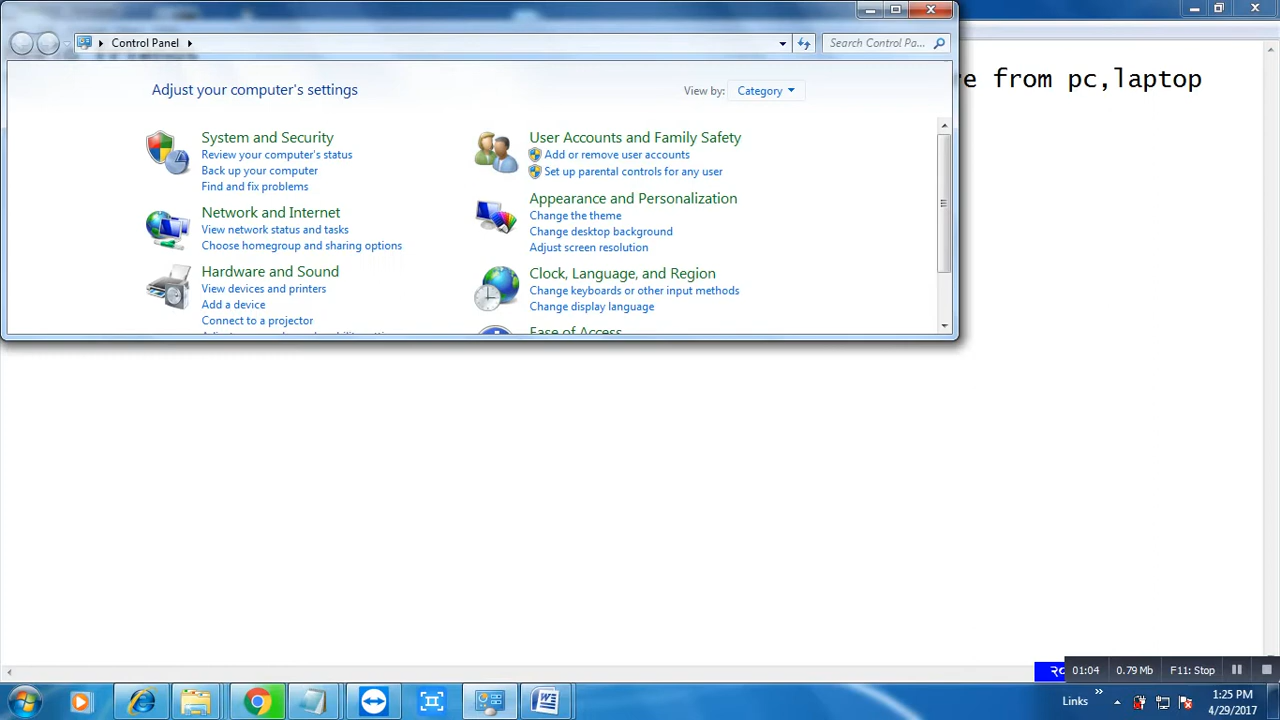 Control Panel
Search Control Pa...
re from pc,laptop
Adjust your computer's settings
View by: Category
System and Security
Review your computer's status
Back up your computer
Find and fix problems
Network and Internet
View network status and tasks
Choose homegroup and sharing options
Hardware and Sound
View devices and printers
Add a device
Connect to a projector
User Accounts and Family Safety
Add or remove user accounts
Set up parental controls for any user
Appearance and Personalization
Change the theme
Change desktop background
Adjust screen resolution
Clock, Language, and Region
Change keyboards or other input methods
Change display language
Ease of Access
01:04 0.79 Mb F11: Stop
Links
1:25 PM
4/29/2017